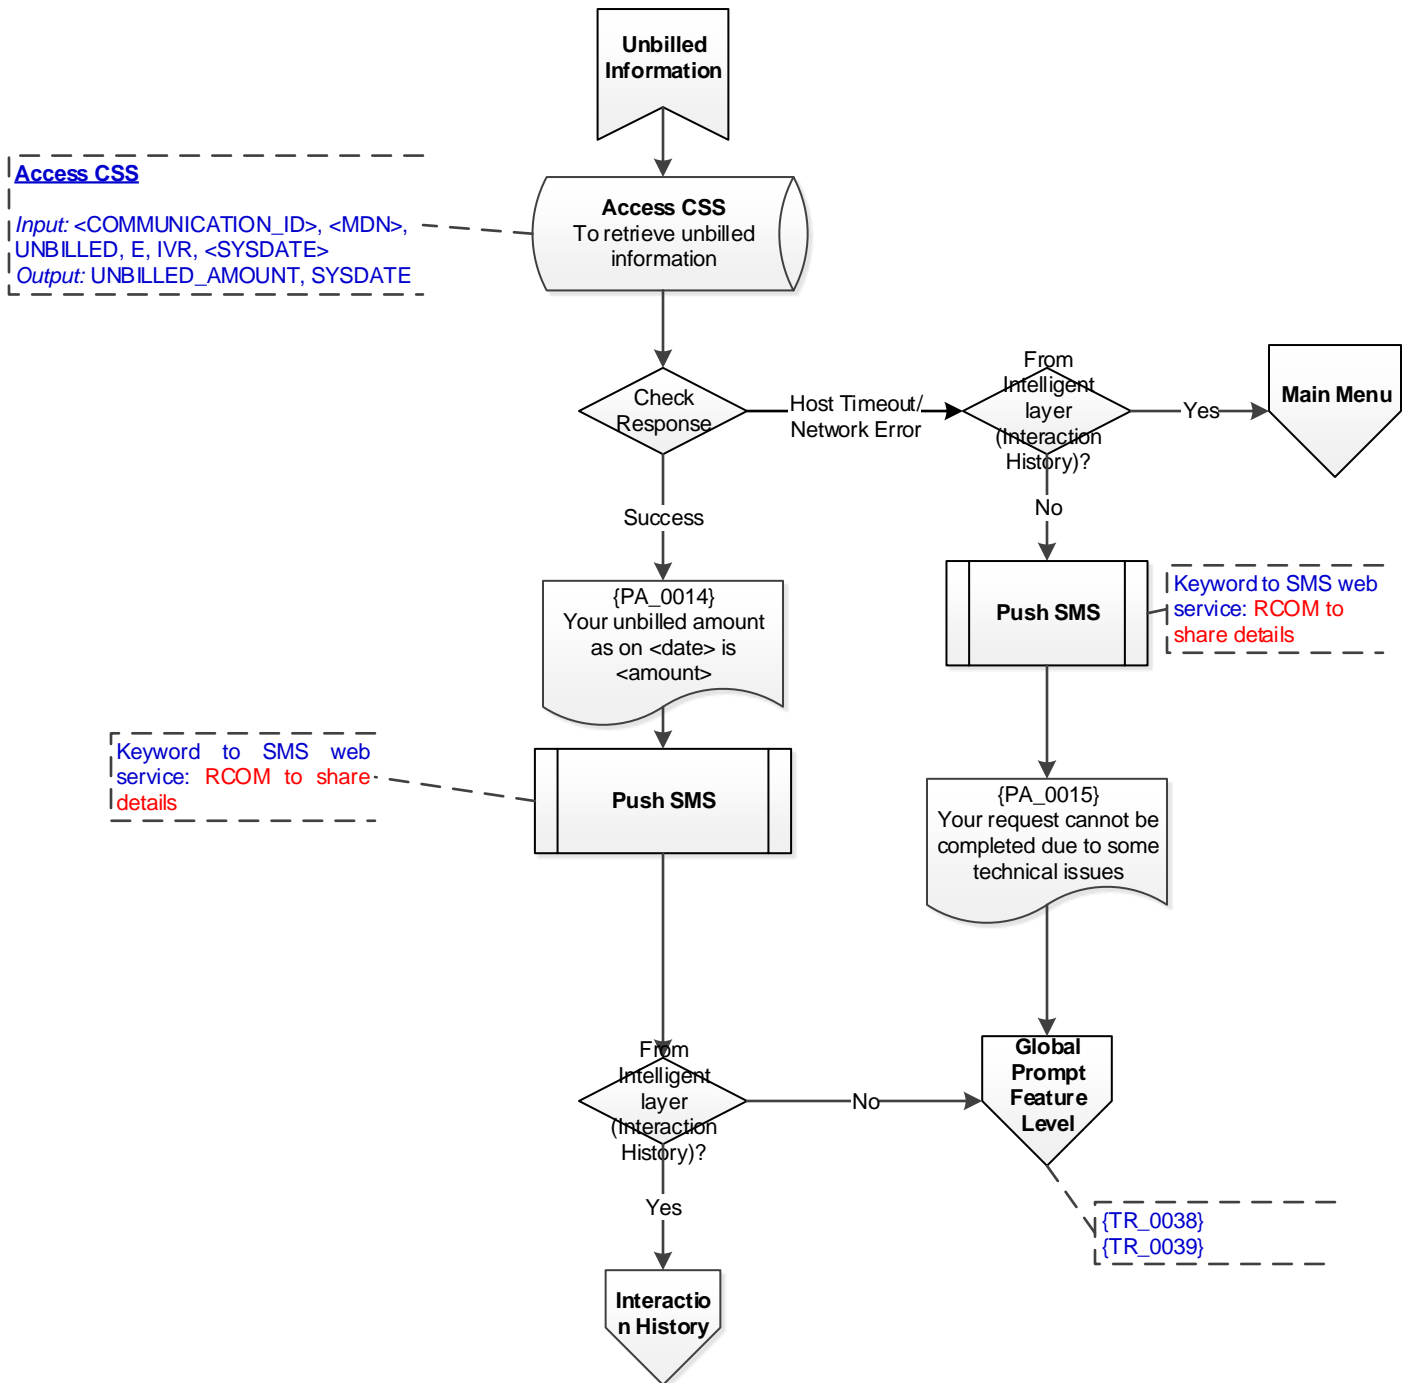 Unbilled
Information
Access CSS
Input: <COMMUNICATION_ID>, <MDN>,
UNBILLED, E, IVR, <SYSDATE>
Output: UNBILLED_AMOUNT, SYSDATE
Access CSS
To retrieve unbilled
information
Check
Response
Host Timeout/
Network Error
From
Intelligent
layer
(Interaction
History)?
Yes
Main Menu
Success
No
{PA_0014}
Your unbilled amount
as on <date> is
<amount>
Push SMS
Keyword to SMS web
service: RCOM to
share details
Keyword to SMS web
service: RCOM to share
details
Push SMS
{PA_0015}
Your request cannot be
completed due to some
technical issues
From
Intelligent
layer
(Interaction
History)?
No
Global
Prompt
Feature
Level
Yes
{TR_0038}
{TR_0039}
Interactio
n History